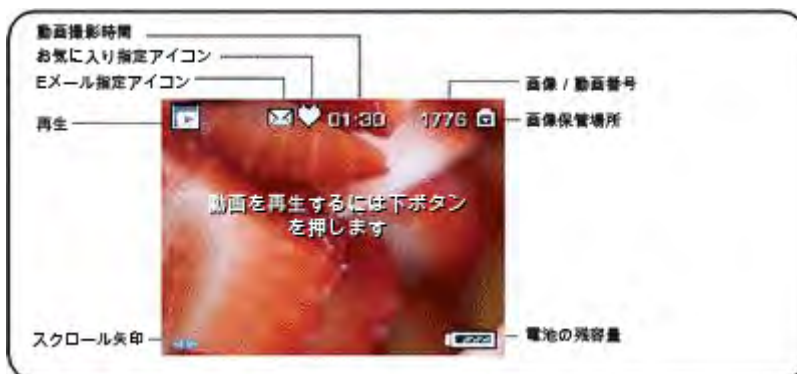 動画撮影時間
お気に入り指定アイコン
Eメール指定アイコン
再生
画像 / 動画番号
画像保管場所
01:30
1776
動画を再生するには下ボタン
を押します
スクロール矢印
電池の残容量